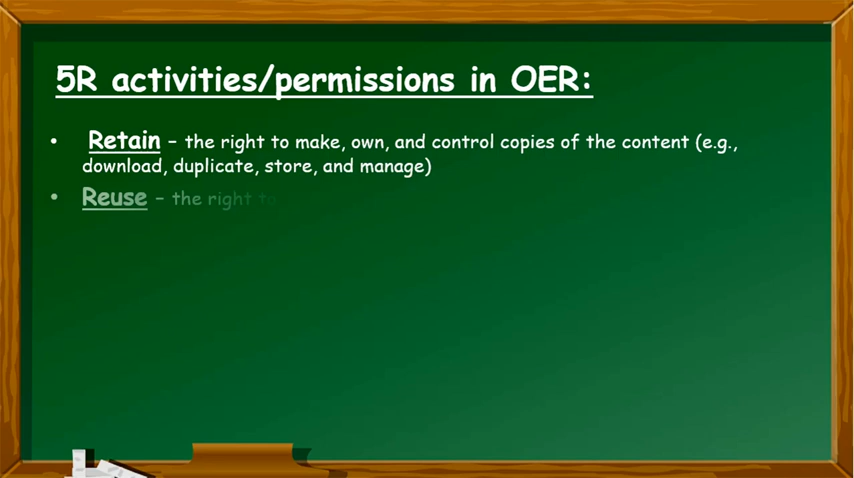 5R activities/permissions in OER:
• Retain – the right to make, own, and control copies of the content (e.g.,
download, duplicate, store, and manage)
• Reuse – the right to